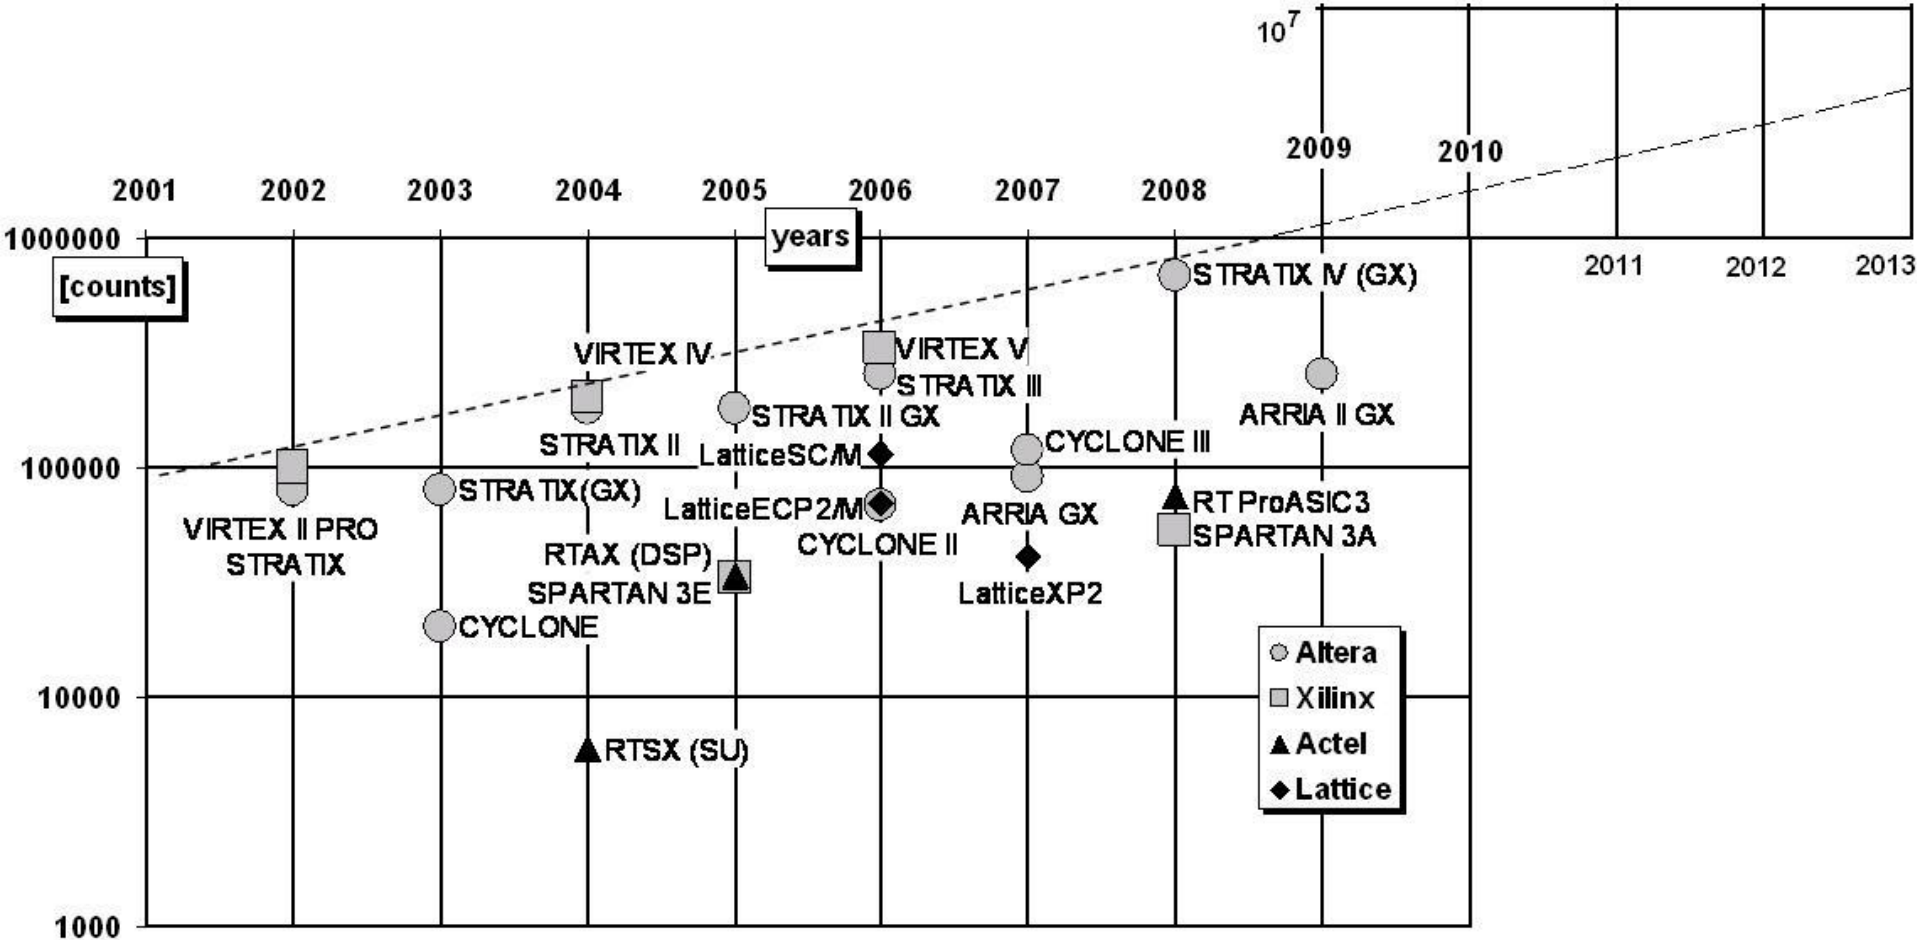 10⁷
2009
2010
2001 2002 2003 2004 2005 2006 2007 2008
years
1000000
2011 2012 2013
[counts]
STRATIX IV (GX)
VIRTEX IV
VIRTEX V
STRATIX III
ARRIA II GX
STRATIX II GX
STRATIX II
CYCLONE III
LatticeSC/M
100000
STRATIX(GX)
LatticeECP2/M
ARRIA GX
RT ProASIC3
VIRTEX II PRO
STRATIX
CYCLONE II
SPARTAN 3A
RTAX (DSP)
SPARTAN 3E
LatticeXP2
CYCLONE
Altera
Xilinx
Actel
Lattice
10000
RTSX (SU)
1000